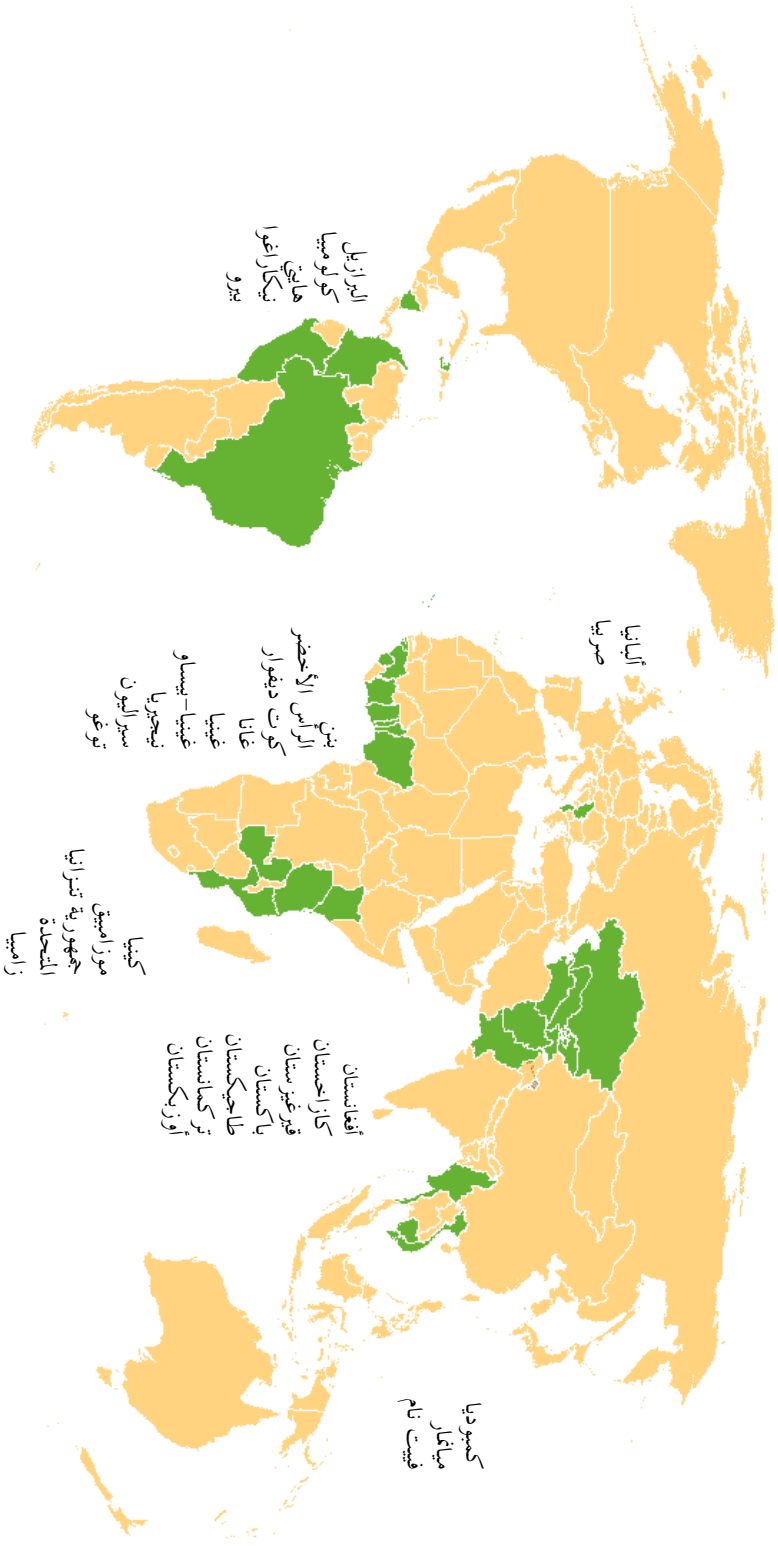 البرازيل
كولومبيا
هايتي
نيكاراغوا
بيرو
ألبانيا
صربيا
بنن
الرأس الأخضر
كوت ديفوار
غانا
غينيا
غينيا-بيساو
نيجيريا
سيراليون
توغو
كينيا
موزامبيق
جمهورية تنزانيا
المتحدة
زامبيا
أفغانستان
كازاخستان
قيرغيزستان
باكستان
طاجيكستان
تركمانستان
أوزبكستان
كمبوديا
ميانمار
فييت نام